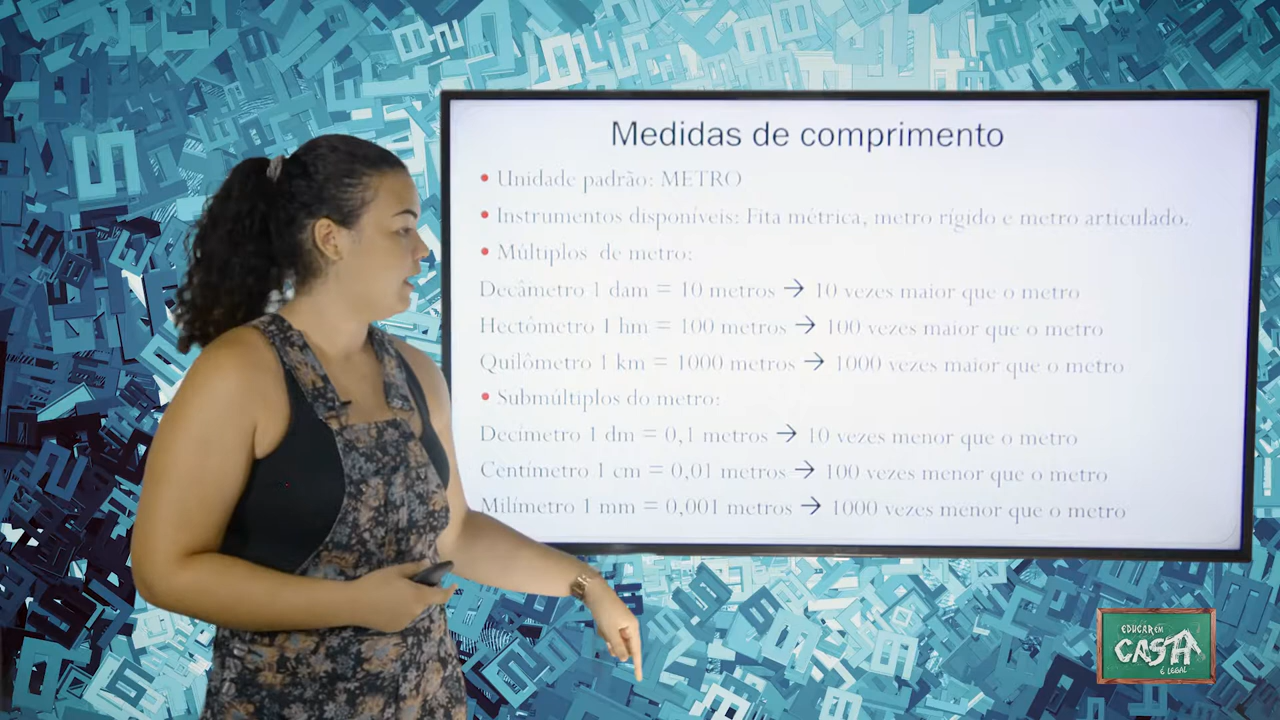 Medidas de comprimento
• Unidade padrão: METRO
• Instrumentos disponíveis: Fita métrica, metro rígido e metro articulado.
• Múltiplos de metro:
Decâmetro 1 dam = 10 metros → 10 vezes maior que o metro
Hectômetro 1 hm = 100 metros → 100 vezes maior que o metro
Quilômetro 1 km = 1000 metros → 1000 vezes maior que o metro
• Submúltiplos do metro:
Decímetro 1 dm = 0,1 metros → 10 vezes menor que o metro
Centímetro 1 cm = 0,01 metros → 100 vezes menor que o metro
Milímetro 1 mm = 0,001 metros → 1000 vezes menor que o metro
EDUCAR EM
CASA
É LEGAL